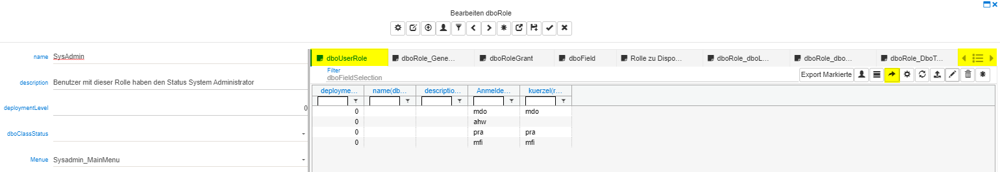 Bearbeiten dboRole
name SysAdmin
description Benutzer mit dieser Rolle haben den Status System Administrator
deploymentLevel 0
dboClassStatus
Menue Sysadmin_MainMenu
dboUserRole dboRole_Gene... dboRoleGrant dboField Rolle zu Dispo... dboRole_dboL... dboRole_dbo... dboRole_DboT...
Filter
dboFieldSelection
Export Markierte
deployme... name(db... descriptio... Anmelde... kuerzel(r...
0 mdo mdo
0 ahw
0 pra pra
0 mfi mfi